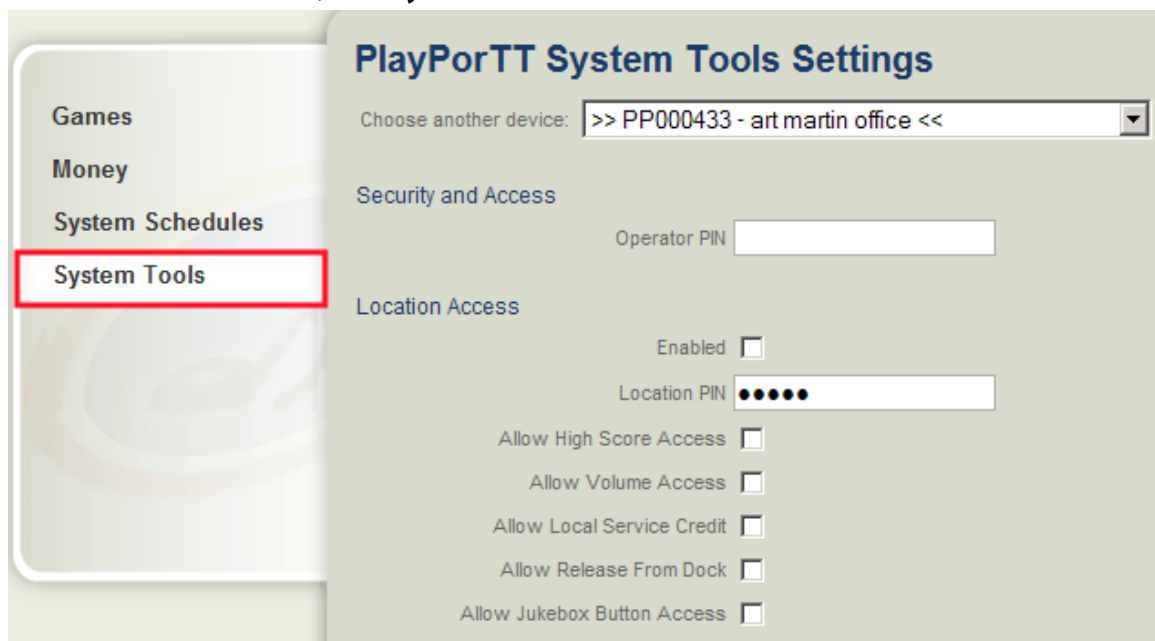 PlayPorTT System Tools Settings
Games
Choose another device: >> PP000433 - art martin office <<
Money
Security and Access
System Schedules
Operator PIN
System Tools
Location Access
Enabled
Location PIN •••••
Allow High Score Access
Allow Volume Access
Allow Local Service Credit
Allow Release From Dock
Allow Jukebox Button Access